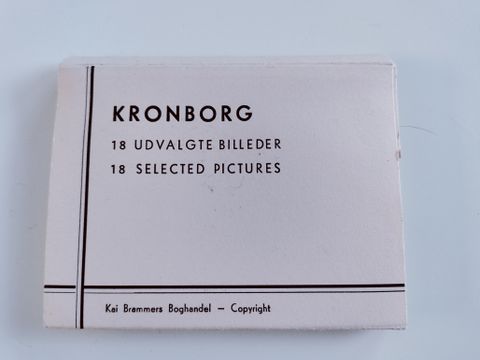 KRONBORG
18 UDVALGTE BILLEDER
18 SELECTED PICTURES
Kai Brammers Boghandel — Copyright